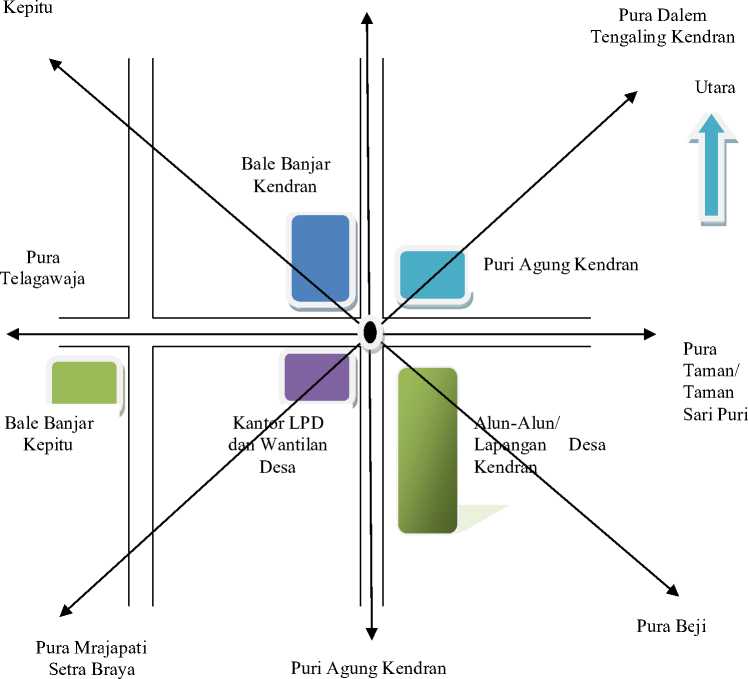 Kepitu
Pura Dalem
Tengaling Kendran
Utara
Bale Banjar
Kendran
Pura
Telagawaja
Puri Agung Kendran
Pura
Taman/
Taman
Sari Puri
Bale Banjar
Kepitu
Kantor LPD
dan Wantilan
Desa
Alun-Alun/
Lapangan Desa
Kendran
Pura Mrajapati
Setra Braya
Puri Agung Kendran
Pura Beji